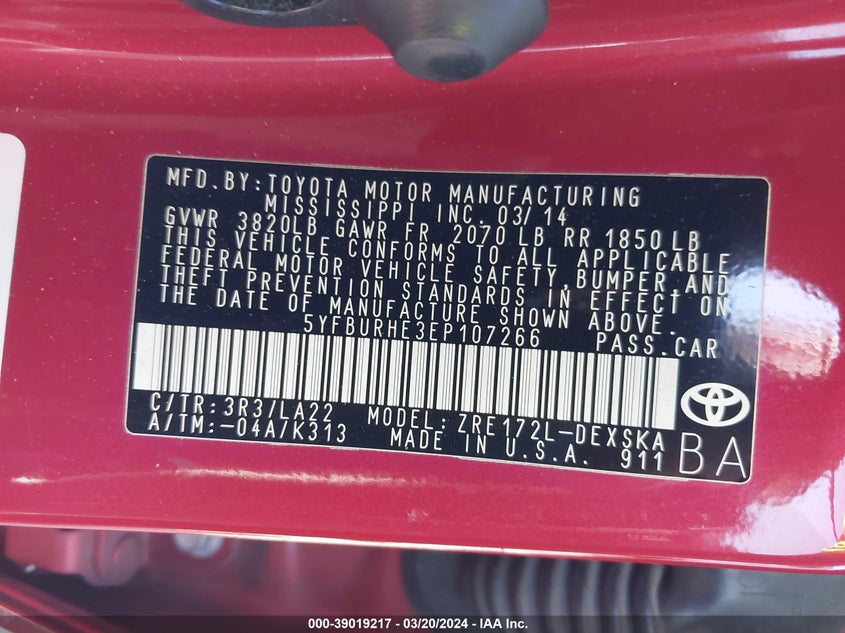 MFD.BY:TOYOTA MOTOR MANUFACTURING
MISSISSIPPI INC. 03/14
GVWR 3820LB GAWR FR 2070 LB RR 1850 LB
THIS VEHICLE CONFORMS TO ALL APPLICABLE
FEDERAL MOTOR VEHICLE SAFETY,BUMPER,AND
THEFT PREVENTION STANDARDS IN EFFECT ON
THE DATE OF MANUFACTURE SHOWN ABOVE.
5YFBURHE3EP107266 PASS.CAR
C/TR:3R3/LA22 MODEL:ZRE172L-DEXSKA
A/TM:-04A/K313 MADE IN U.S.A. 911 BA
000-39019217 - 03/20/2024 - IAA Inc.